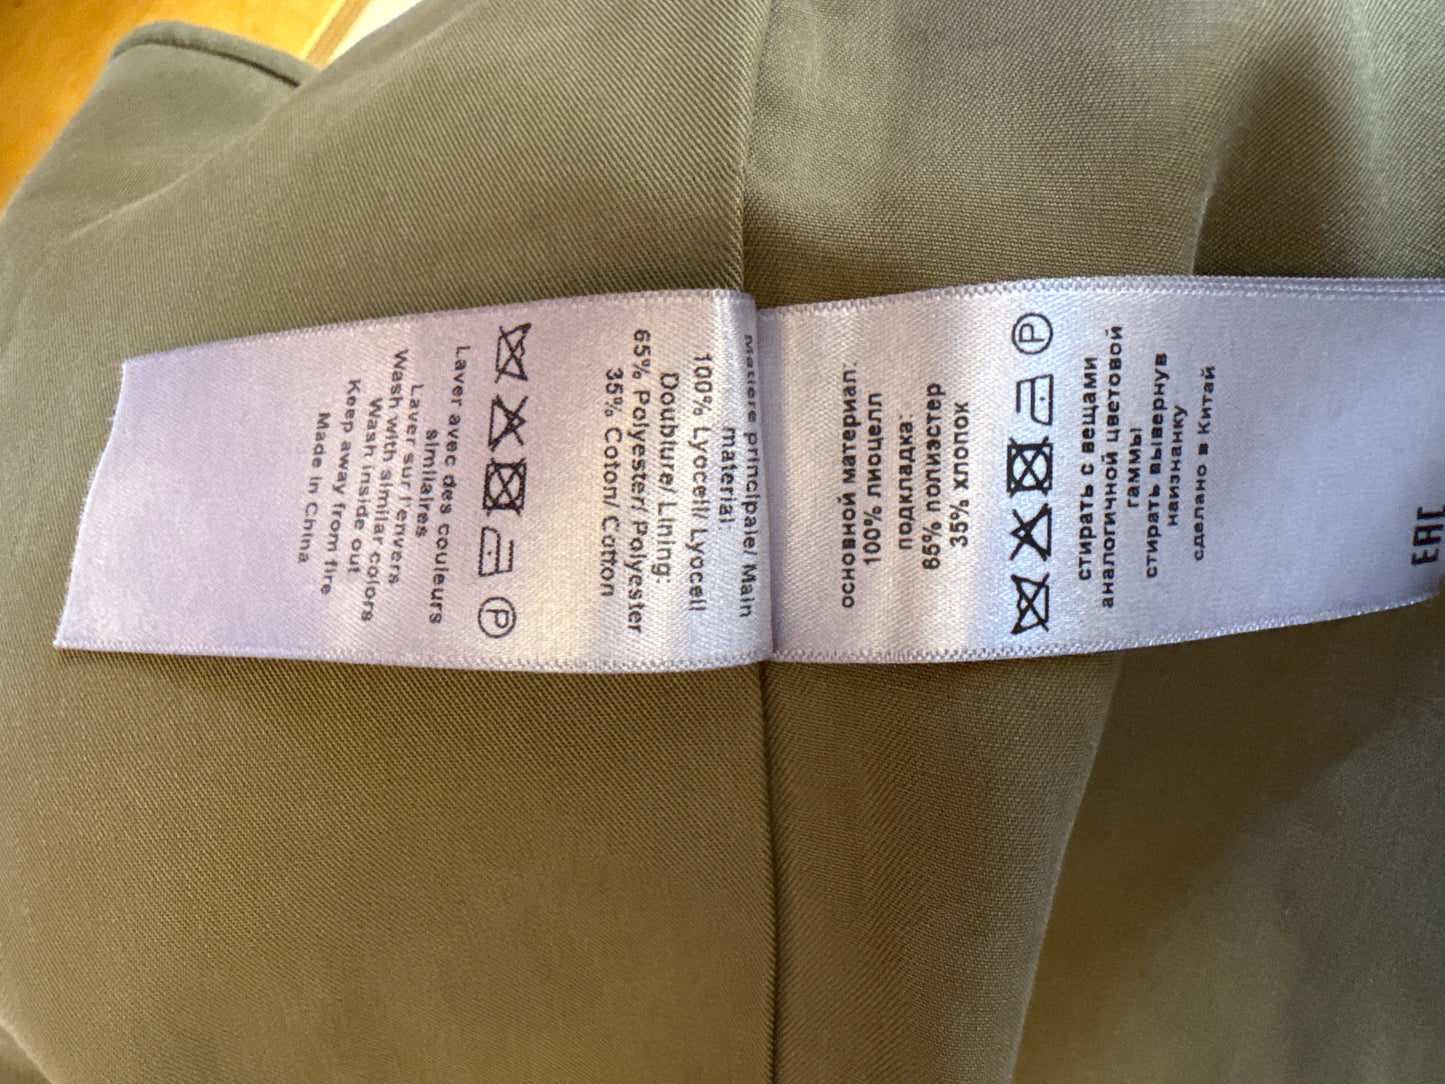 Matière principale/ Main
material
100% Lyocell/ Lyocell
Doublure/ Lining:
65% Polyester/ Polyester
35% Coton/ Cotton
P
Laver avec des couleurs
similaires
Laver sur l'envers
Wash with similar colors
Wash inside out
Keep away from fire
Made in China
основной материал:
100% лиоцелл
подкладка:
65% полиэстер
35% хлопок
P
стирать с вещами
аналогичной цветовой
гаммы
стирать вывернув
наизнанку
сделано в Китай
EAC